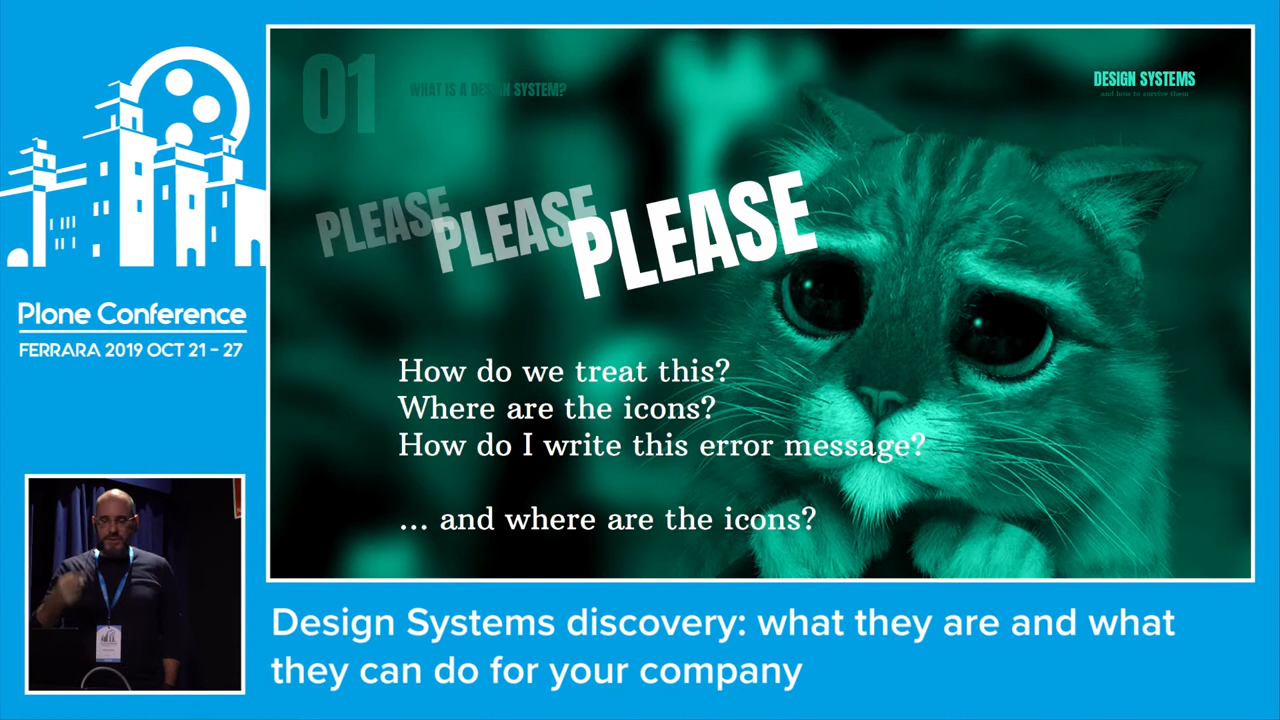 01
WHAT IS A DESIGN SYSTEM?
DESIGN SYSTEMS
and how to survive them
PLEASE PLEASE PLEASE
How do we treat this?
Where are the icons?
How do I write this error message?
... and where are the icons?
Plone Conference
FERRARA 2019 OCT 21 - 27
Design Systems discovery: what they are and what
they can do for your company